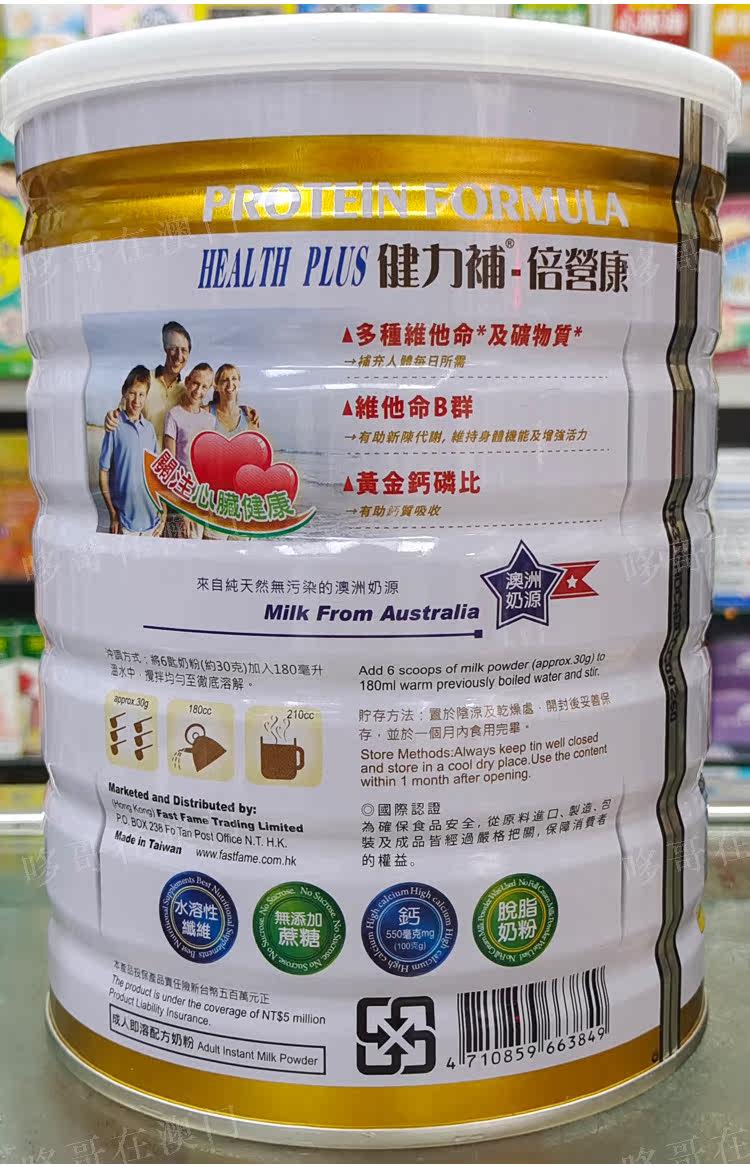 PROTEIN FORMULA
HEALTH PLUS 健力補®-倍營康
▲多種維他命*及礦物質*
→補充人體每日所需
▲維他命B群
→有助新陳代謝, 維持身體機能及增強活力
▲黃金鈣磷比
→有助鈣質吸收
關注心臟健康
來自純天然無污染的澳洲奶源
Milk From Australia
澳洲
奶源
沖調方式：將6匙奶粉(約30克)加入180毫升
溫水中，攪拌均勻至徹底溶解。
approx.30g
180cc
210cc
Add 6 scoops of milk powder (approx.30g) to
180ml warm previously boiled water and stir.
貯存方法：置於陰涼及乾燥處，開封後妥善保
存，並於一個月內食用完畢。
Store Methods:Always keep tin well closed
and store in a cool dry place.Use the content
within 1 month after opening.
Marketed and Distributed by:
(Hong Kong) Fast Fame Trading Limited
P.O. BOX 238 Fo Tan Post Office N.T. H.K.
Made in Taiwan www.fastfame.com.hk
◎國際認證
為確保食品安全, 從原料進口、製造、包
裝及成品皆經過嚴格把關, 保障消費者
的權益。
水溶性
纖維
Best Nutritional Supplements
無添加
蔗糖
No Sucrose
鈣
550毫克mg
(100克g)
High calcium
脫脂
奶粉
本產品投保產品責任險新台幣五百萬元正
The product is under the coverage of NT$5 million
Product Liability Insurance.
成人即溶配方奶粉 Adult Instant Milk Powder
4 710859 663849
哆哥在澳门